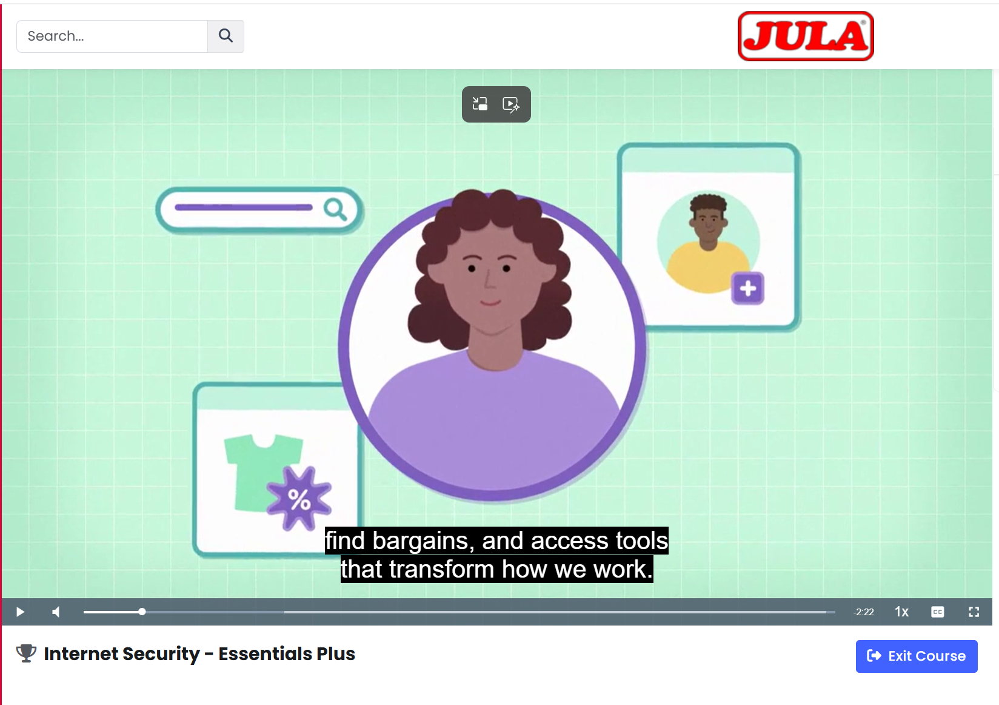 Search...
JULA®
%
find bargains, and access tools
that transform how we work.
-2:22
1x
CC
Internet Security - Essentials Plus
Exit Course